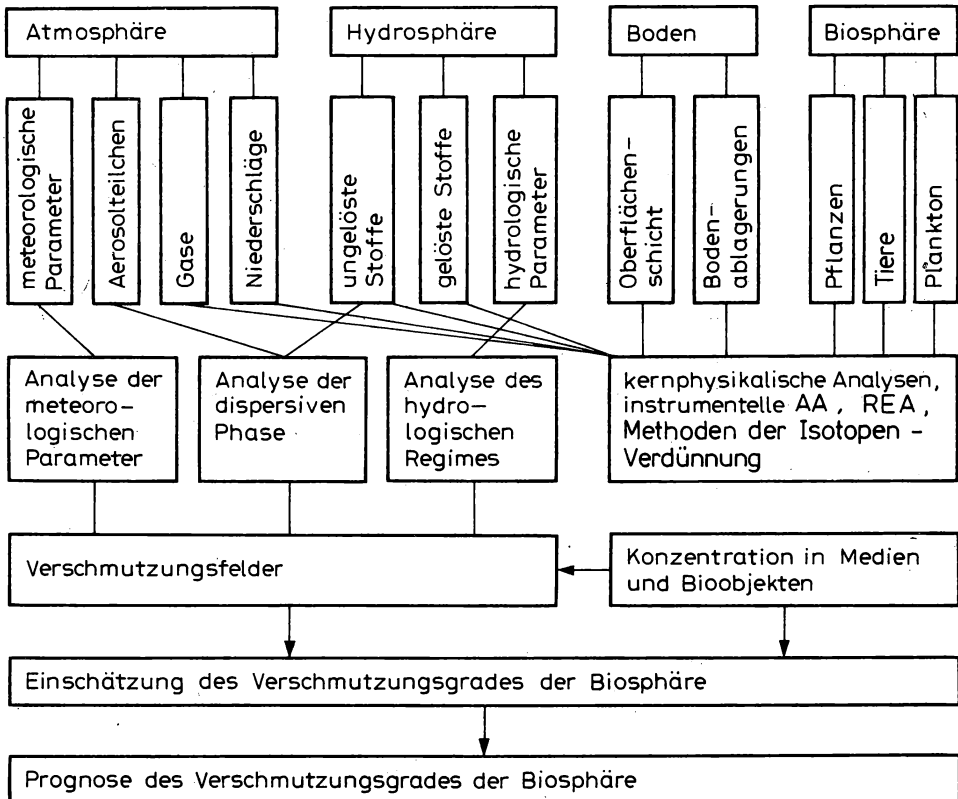 Atmosphäre
Hydrosphäre
Boden
Biosphäre
meteorologische
Parameter
Aerosolteilchen
Gase
Niederschläge
ungelöste
Stoffe
gelöste Stoffe
hydrologische
Parameter
Oberflächen-
schicht
Boden-
ablagerungen
Pflanzen
Tiere
Plankton
Analyse der
meteoro-
logischen
Parameter
Analyse der
dispersiven
Phase
Analyse des
hydro-
logischen
Regimes
kernphysikalische Analysen,
instrumentelle AA , REA,
Methoden der Isotopen -
Verdünnung
Verschmutzungsfelder
Konzentration in Medien
und Bioobjekten
Einschätzung des Verschmutzungsgrades der Biosphäre
Prognose des Verschmutzungsgrades der Biosphäre